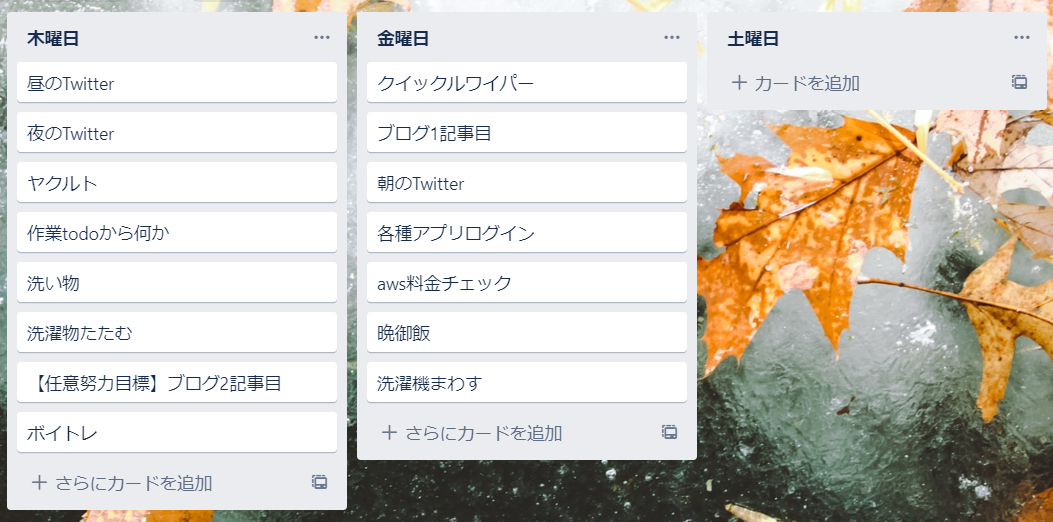 木曜日
昼のTwitter
夜のTwitter
ヤクルト
作業todoから何か
洗い物
洗濯物たたむ
【任意努力目標】ブログ2記事目
ボイトレ
+ さらにカードを追加
金曜日
クイックルワイパー
ブログ1記事目
朝のTwitter
各種アプリログイン
aws料金チェック
晩御飯
洗濯機まわす
+ さらにカードを追加
土曜日
+ カードを追加